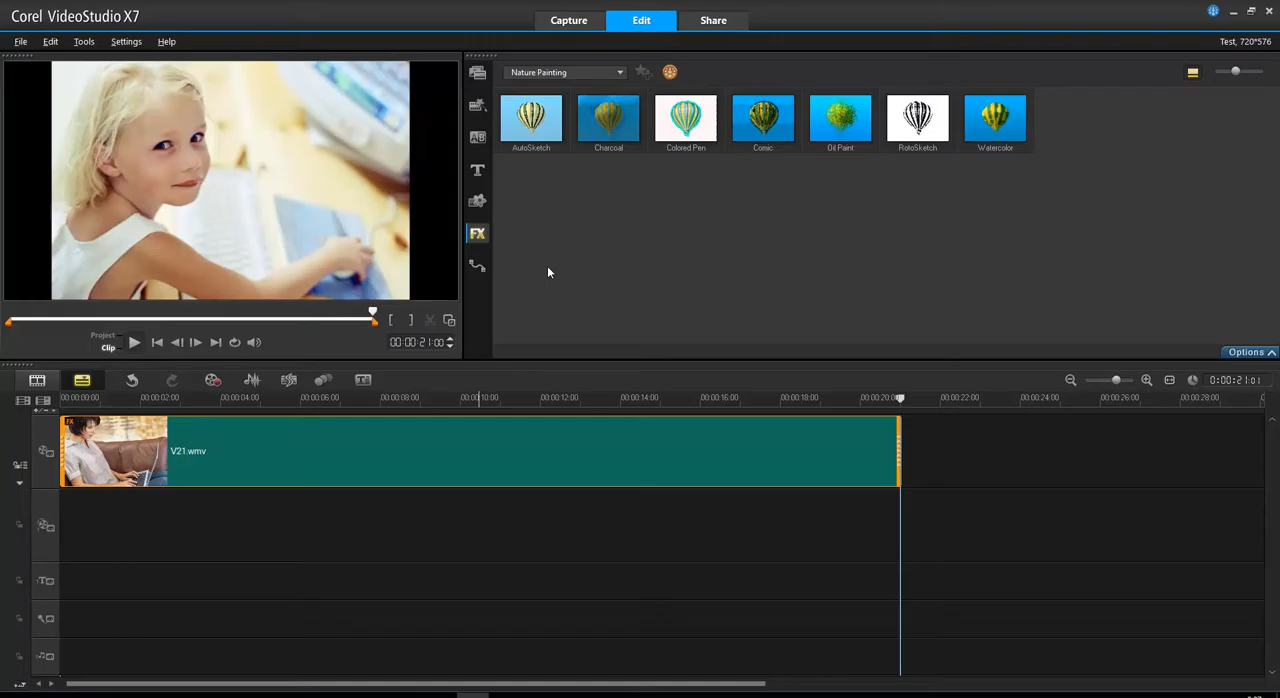 Corel VideoStudio X7
Capture
Edit
Share
File
Edit
Tools
Settings
Help
Test, 720*576
Nature Painting
AutoSketch
Charcoal
Colored Pen
Comic
Oil Paint
RotoSketch
Watercolor
FX
Project
Clip
[ ]
00:00:21:00
Options
0:00:21:01
00:00:00:00
00:00:02:00
00:00:04:00
00:00:06:00
00:00:08:00
00:00:10:00
00:00:12:00
00:00:14:00
00:00:16:00
00:00:18:00
00:00:20:00
00:00:22:00
00:00:24:00
00:00:26:00
00:00:28:00
FX
V21.wmv